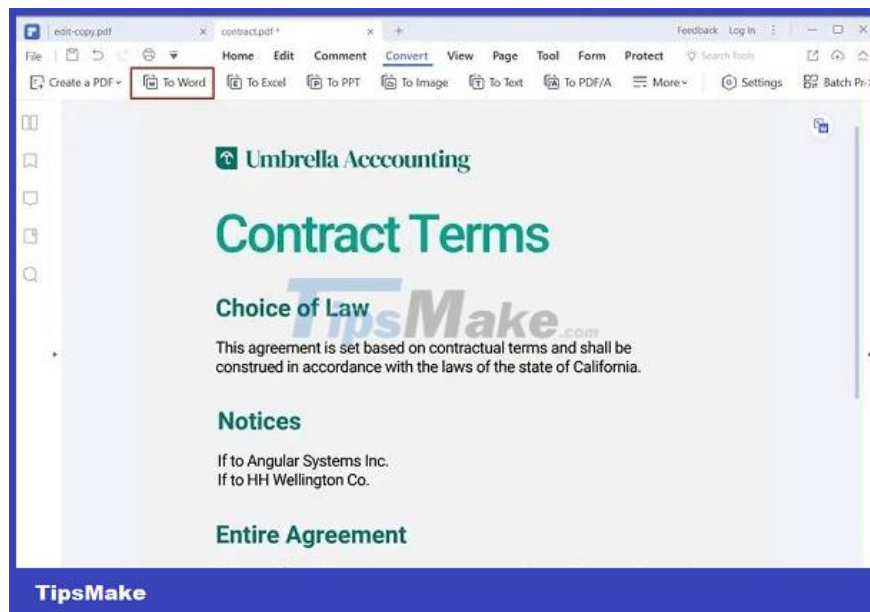 edit-copy.pdf
contract.pdf *
Feedback Log In
File
Home Edit Comment Convert View Page Tool Form Protect Search Tools
Create a PDF To Word To Excel To PPT To Image To Text To PDF/A More Settings Batch Pr
Umbrella Acccounting
Contract Terms
Choice of Law
TipsMake.com
This agreement is set based on contractual terms and shall be
construed in accordance with the laws of the state of California.
Notices
If to Angular Systems Inc.
If to HH Wellington Co.
Entire Agreement
TipsMake